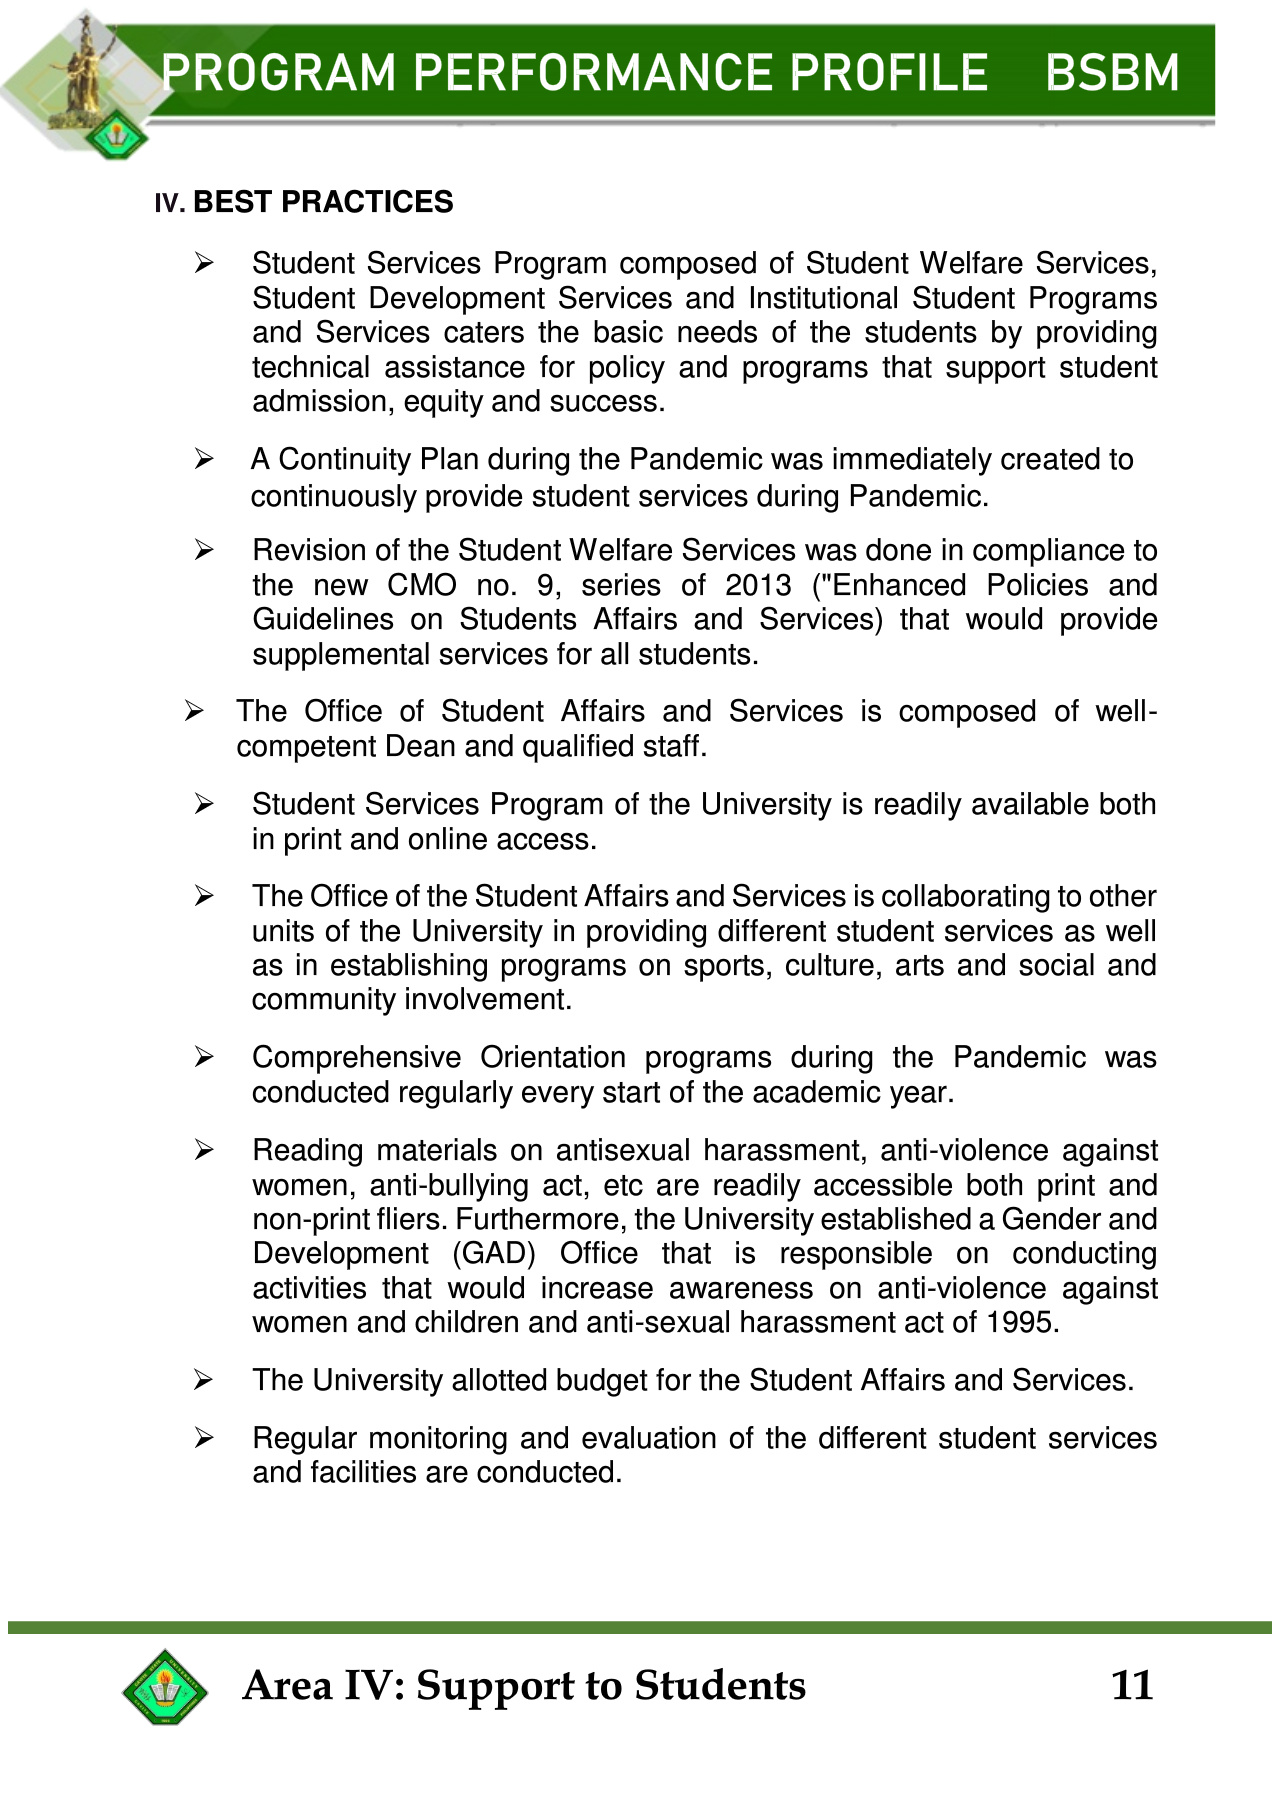 PROGRAM PERFORMANCE PROFILE BSBM
IV. BEST PRACTICES
➢ Student Services Program composed of Student Welfare Services,
Student Development Services and Institutional Student Programs
and Services caters the basic needs of the students by providing
technical assistance for policy and programs that support student
admission, equity and success.
➢ A Continuity Plan during the Pandemic was immediately created to
continuously provide student services during Pandemic.
➢ Revision of the Student Welfare Services was done in compliance to
the new CMO no. 9, series of 2013 ("Enhanced Policies and
Guidelines on Students Affairs and Services) that would provide
supplemental services for all students.
➢ The Office of Student Affairs and Services is composed of well-
competent Dean and qualified staff.
➢ Student Services Program of the University is readily available both
in print and online access.
➢ The Office of the Student Affairs and Services is collaborating to other
units of the University in providing different student services as well
as in establishing programs on sports, culture, arts and social and
community involvement.
➢ Comprehensive Orientation programs during the Pandemic was
conducted regularly every start of the academic year.
➢ Reading materials on antisexual harassment, anti-violence against
women, anti-bullying act, etc are readily accessible both print and
non-print fliers. Furthermore, the University established a Gender and
Development (GAD) Office that is responsible on conducting
activities that would increase awareness on anti-violence against
women and children and anti-sexual harassment act of 1995.
➢ The University allotted budget for the Student Affairs and Services.
➢ Regular monitoring and evaluation of the different student services
and facilities are conducted.
Area IV: Support to Students 11